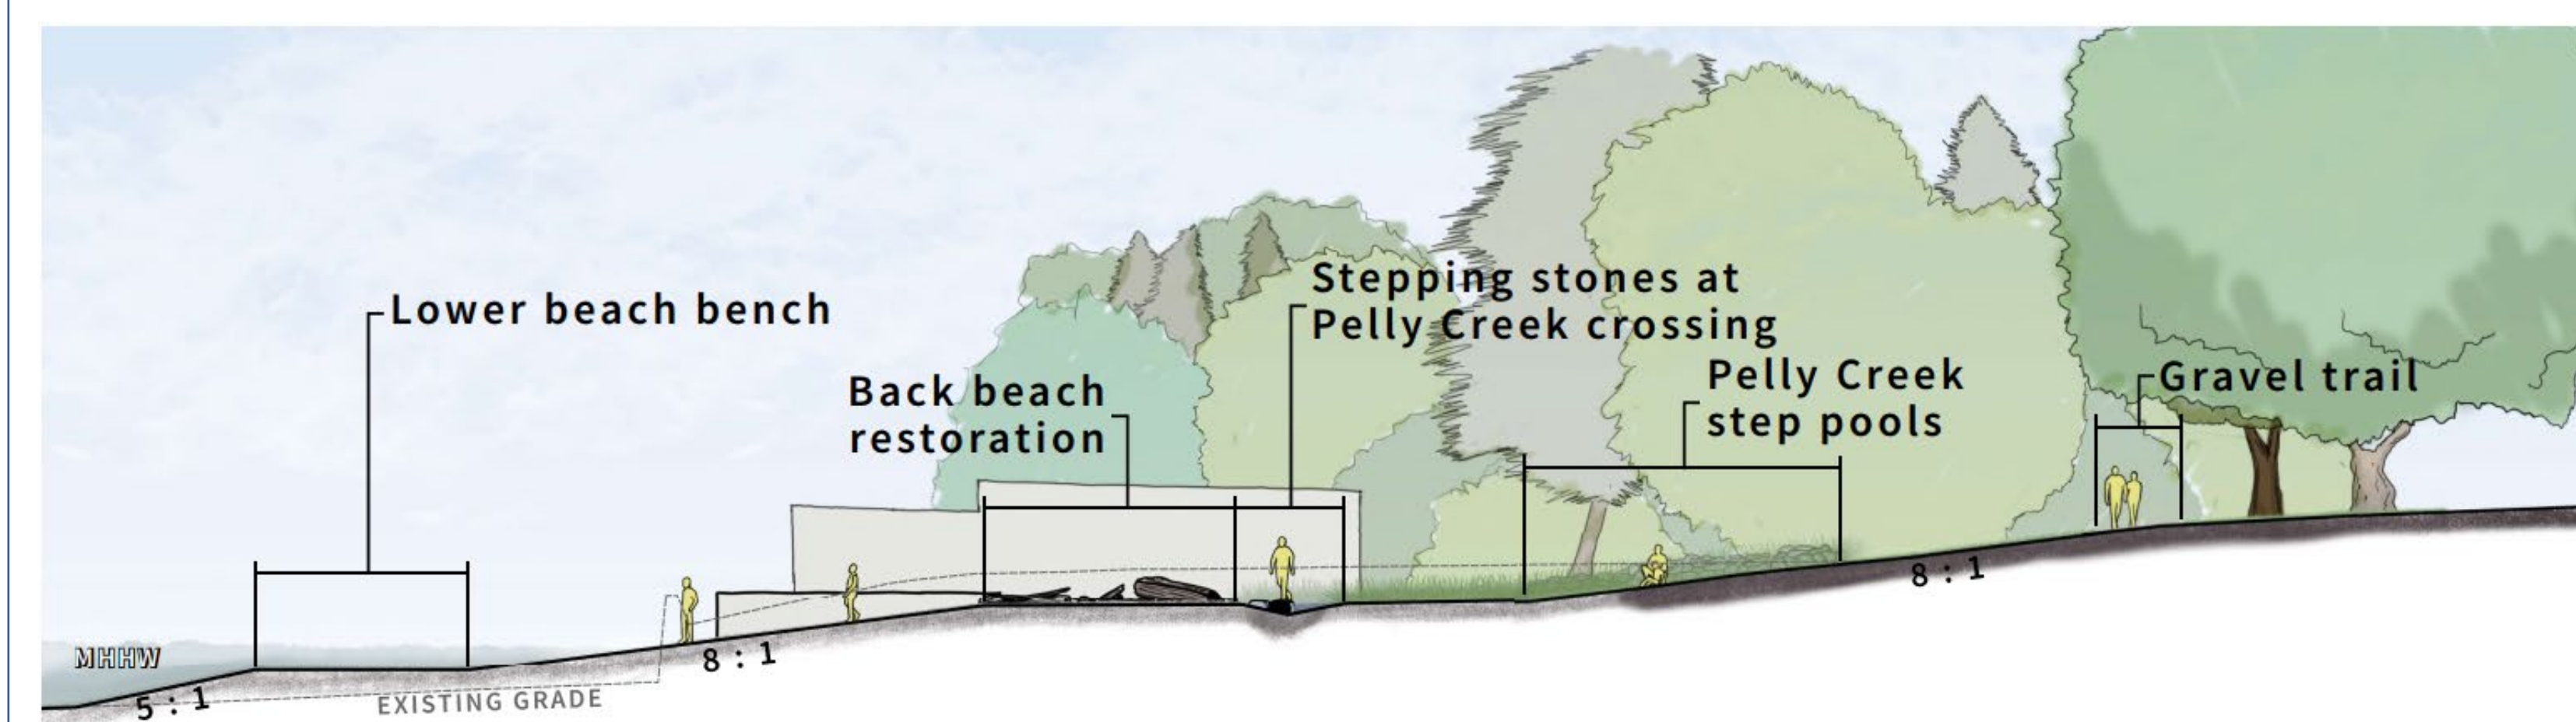 Lower beach bench
Back beach
restoration
Stepping stones at
Pelly Creek crossing
Pelly Creek
step pools
Gravel trail
MHHW
5 : 1
EXISTING GRADE
8 : 1
8 : 1